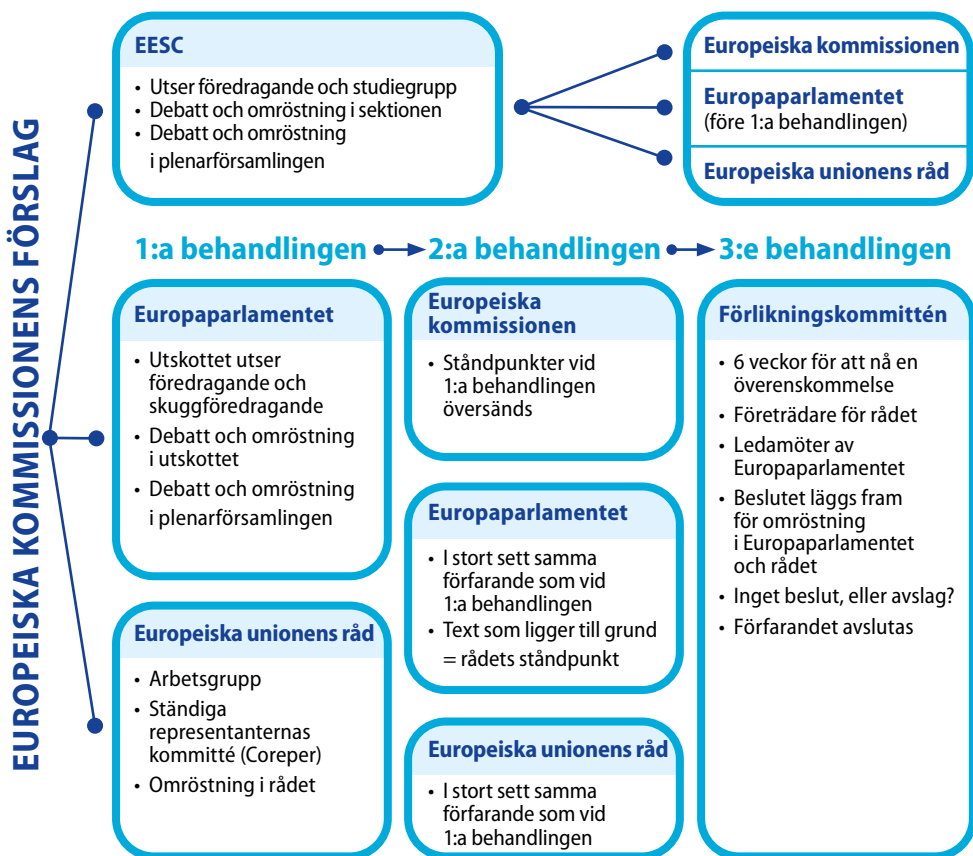 EUROPEISKA KOMMISSIONENS FÖRSLAG
EESC
• Utser föredragande och studiegrupp
• Debatt och omröstning i sektionen
• Debatt och omröstning
i plenarförsamlingen
Europeiska kommissionen
Europaparlamentet
(före 1:a behandlingen)
Europeiska unionens råd
1:a behandlingen
2:a behandlingen
3:e behandlingen
Europaparlamentet
• Utskottet utser
föredragande och
skuggföredragande
• Debatt och omröstning
i utskottet
• Debatt och omröstning
i plenarförsamlingen
Europeiska unionens råd
• Arbetsgrupp
• Ständiga
representanternas
kommitté (Coreper)
• Omröstning i rådet
Europeiska
kommissionen
• Ståndpunkter vid
1:a behandlingen
översänds
Europaparlamentet
• I stort sett samma
förfarande som vid
1:a behandlingen
• Text som ligger till grund
= rådets ståndpunkt
Europeiska unionens råd
• I stort sett samma
förfarande som vid
1:a behandlingen
Förlikningskommittén
• 6 veckor för att nå en
överenskommelse
• Företrädare för rådet
• Ledamöter av
Europaparlamentet
• Beslutet läggs fram
för omröstning
i Europaparlamentet
och rådet
• Inget beslut, eller avslag?
• Förfarandet avslutas